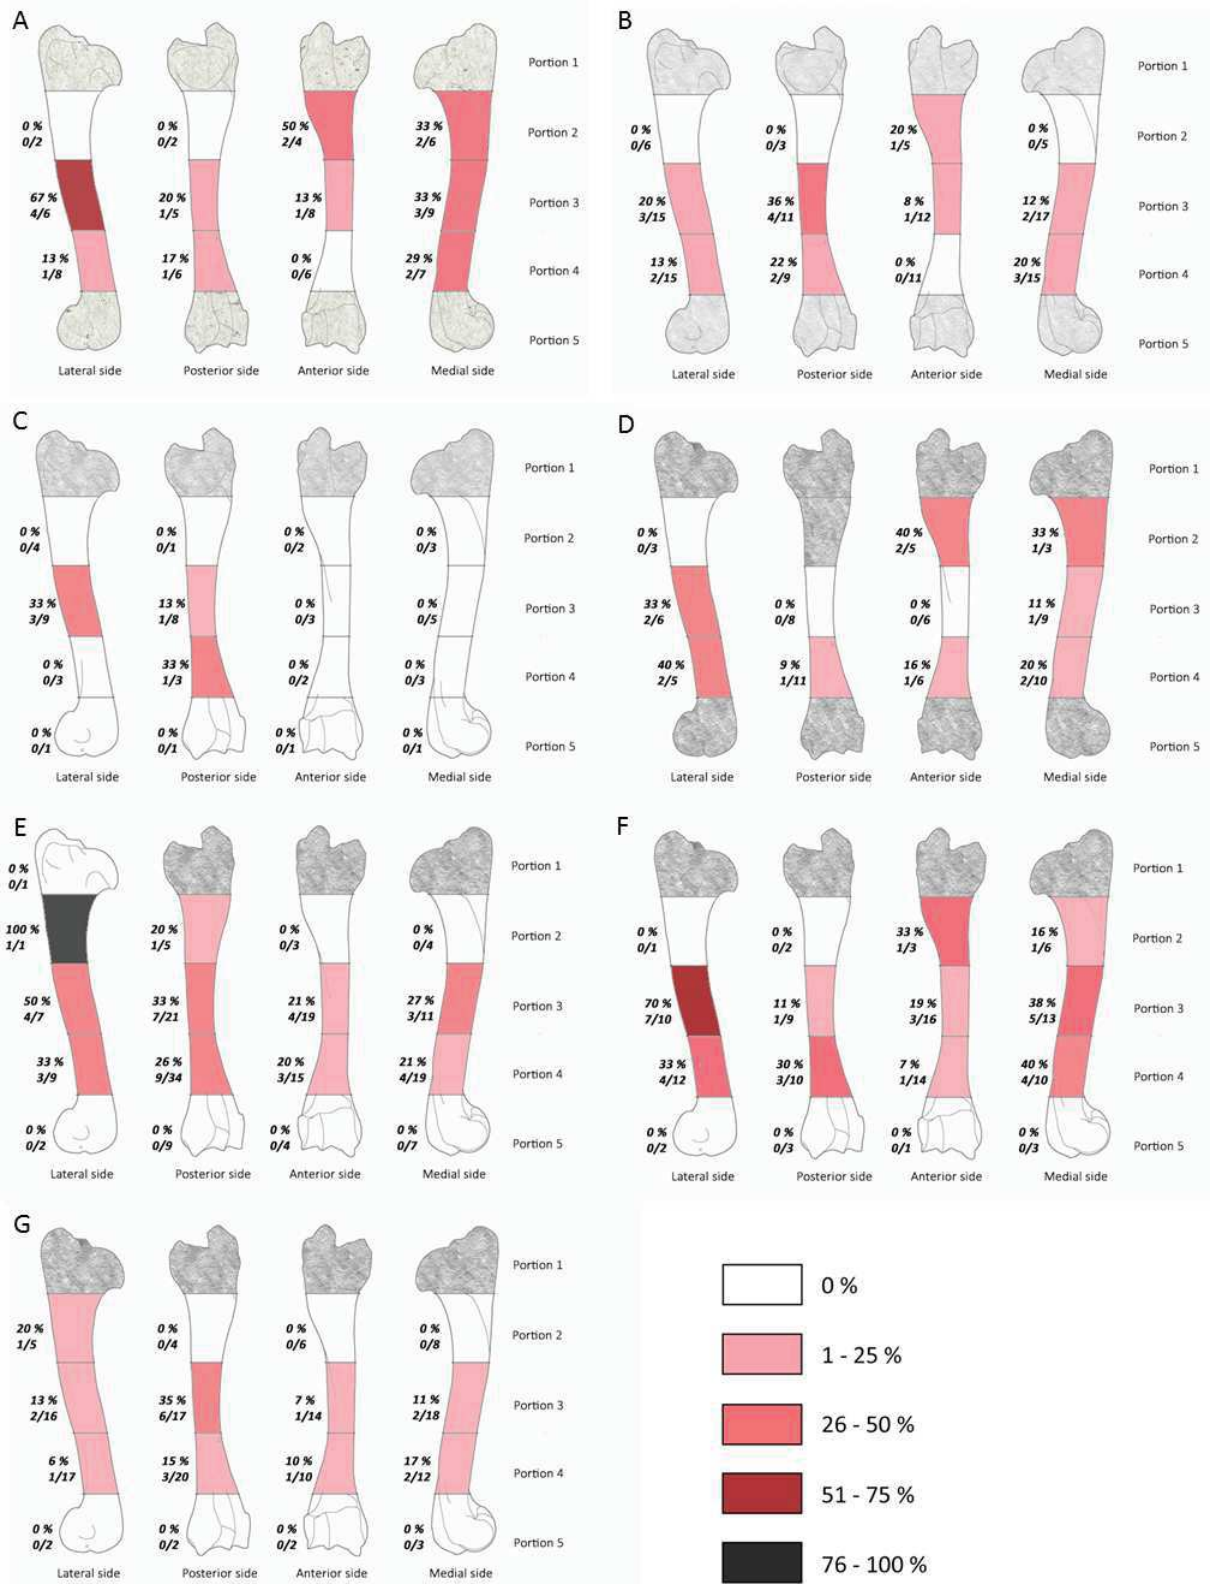 A
Portion 1
0 %
0/2
0 %
0/2
50 %
2/4
33 %
2/6
Portion 2
67 %
4/6
20 %
1/5
13 %
1/8
33 %
3/9
Portion 3
13 %
1/8
17 %
1/6
0 %
0/6
29 %
2/7
Portion 4
Portion 5
Lateral side
Posterior side
Anterior side
Medial side
B
Portion 1
0 %
0/6
0 %
0/3
20 %
1/5
0 %
0/5
Portion 2
20 %
3/15
36 %
4/11
8 %
1/12
12 %
2/17
Portion 3
13 %
2/15
22 %
2/9
0 %
0/11
20 %
3/15
Portion 4
Portion 5
Lateral side
Posterior side
Anterior side
Medial side
C
Portion 1
0 %
0/4
0 %
0/1
0 %
0/2
0 %
0/3
Portion 2
33 %
3/9
13 %
1/8
0 %
0/3
0 %
0/5
Portion 3
0 %
0/3
33 %
1/3
0 %
0/2
0 %
0/3
Portion 4
0 %
0/1
0 %
0/1
0 %
0/1
0 %
0/1
Portion 5
Lateral side
Posterior side
Anterior side
Medial side
D
Portion 1
0 %
0/3
40 %
2/5
33 %
1/3
Portion 2
33 %
2/6
0 %
0/8
0 %
0/6
11 %
1/9
Portion 3
40 %
2/5
9 %
1/11
16 %
1/6
20 %
2/10
Portion 4
Portion 5
Lateral side
Posterior side
Anterior side
Medial side
E
0 %
0/1
Portion 1
100 %
1/1
20 %
1/5
0 %
0/3
0 %
0/4
Portion 2
50 %
4/7
33 %
7/21
21 %
4/19
27 %
3/11
Portion 3
33 %
3/9
26 %
9/34
20 %
3/15
21 %
4/19
Portion 4
0 %
0/2
0 %
0/9
0 %
0/4
0 %
0/7
Portion 5
Lateral side
Posterior side
Anterior side
Medial side
F
Portion 1
0 %
0/1
0 %
0/2
33 %
1/3
16 %
1/6
Portion 2
70 %
7/10
11 %
1/9
19 %
3/16
38 %
5/13
Portion 3
33 %
4/12
30 %
3/10
7 %
1/14
40 %
4/10
Portion 4
0 %
0/2
0 %
0/3
0 %
0/1
0 %
0/3
Portion 5
Lateral side
Posterior side
Anterior side
Medial side
G
Portion 1
20 %
1/5
0 %
0/4
0 %
0/6
0 %
0/8
Portion 2
13 %
2/16
35 %
6/17
7 %
1/14
11 %
2/18
Portion 3
6 %
1/17
15 %
3/20
10 %
1/10
17 %
2/12
Portion 4
0 %
0/2
0 %
0/2
0 %
0/2
0 %
0/3
Portion 5
Lateral side
Posterior side
Anterior side
Medial side
0 %
1 - 25 %
26 - 50 %
51 - 75 %
76 - 100 %